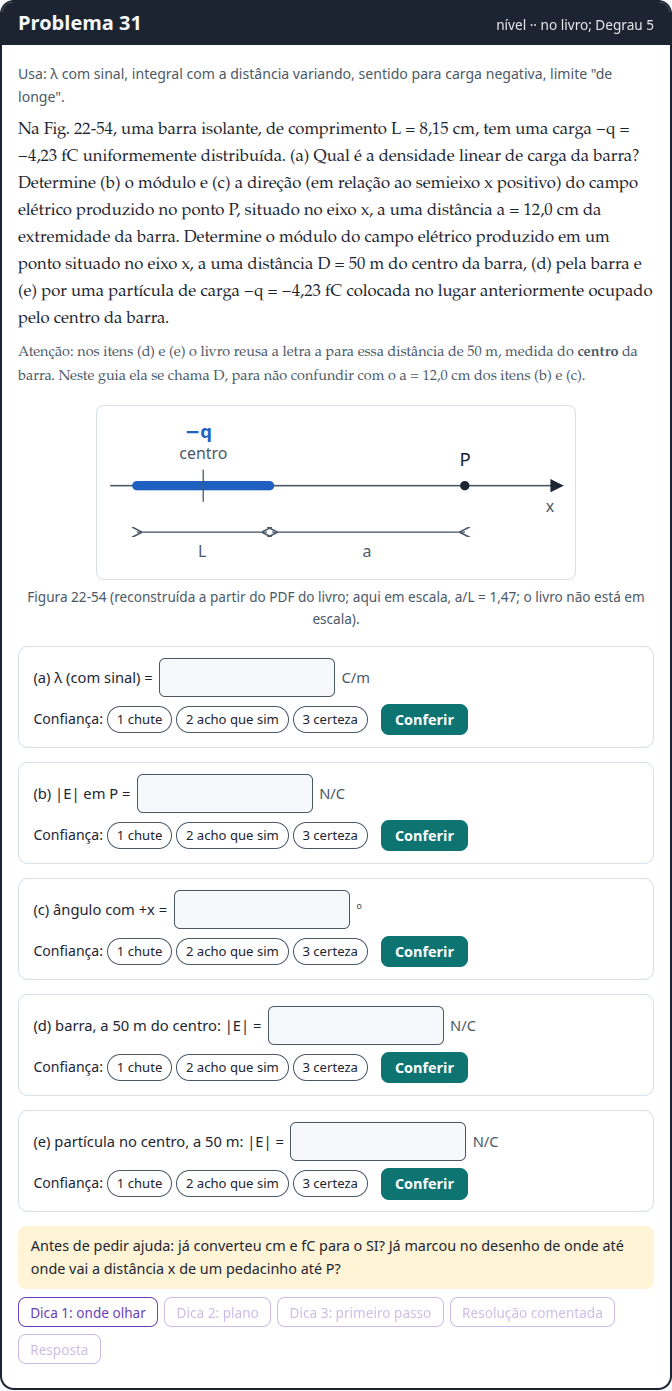 Problema 31
nível ·· no livro; Degrau 5
Usa: λ com sinal, integral com a distância variando, sentido para carga negativa, limite "de
longe".
Na Fig. 22-54, uma barra isolante, de comprimento L = 8,15 cm, tem uma carga −q =
−4,23 fC uniformemente distribuída. (a) Qual é a densidade linear de carga da barra?
Determine (b) o módulo e (c) a direção (em relação ao semieixo x positivo) do campo
elétrico produzido no ponto P, situado no eixo x, a uma distância a = 12,0 cm da
extremidade da barra. Determine o módulo do campo elétrico produzido em um
ponto situado no eixo x, a uma distância D = 50 m do centro da barra, (d) pela barra e
(e) por uma partícula de carga −q = −4,23 fC colocada no lugar anteriormente ocupado
pelo centro da barra.
Atenção: nos itens (d) e (e) o livro reusa a letra a para essa distância de 50 m, medida do centro da
barra. Neste guia ela se chama D, para não confundir com o a = 12,0 cm dos itens (b) e (c).
−q
centro
P
x
L
a
Figura 22-54 (reconstruída a partir do PDF do livro; aqui em escala, a/L = 1,47; o livro não está em
escala).
(a) λ (com sinal) = C/m
Confiança: 1 chute 2 acho que sim 3 certeza Conferir
(b) |E| em P = N/C
Confiança: 1 chute 2 acho que sim 3 certeza Conferir
(c) ângulo com +x = °
Confiança: 1 chute 2 acho que sim 3 certeza Conferir
(d) barra, a 50 m do centro: |E| = N/C
Confiança: 1 chute 2 acho que sim 3 certeza Conferir
(e) partícula no centro, a 50 m: |E| = N/C
Confiança: 1 chute 2 acho que sim 3 certeza Conferir
Antes de pedir ajuda: já converteu cm e fC para o SI? Já marcou no desenho de onde até
onde vai a distância x de um pedacinho até P?
Dica 1: onde olhar Dica 2: plano Dica 3: primeiro passo Resolução comentada
Resposta